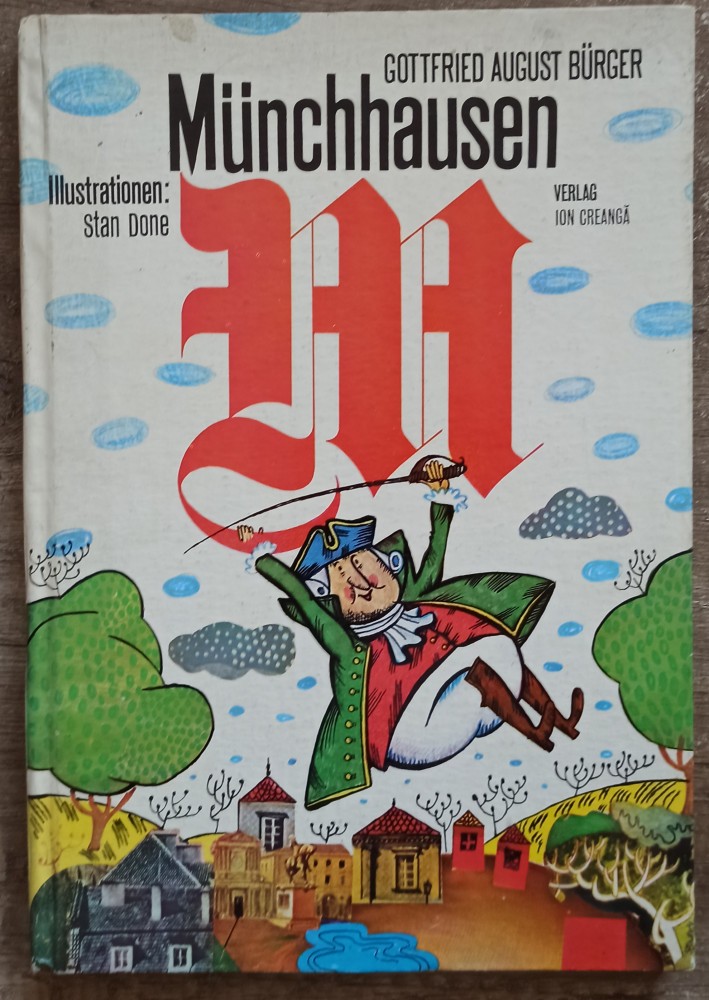 GOTTFRIED AUGUST BÜRGER
Münchhausen
Illustrationen:
Stan Done
VERLAG
ION CREANGĂ
M